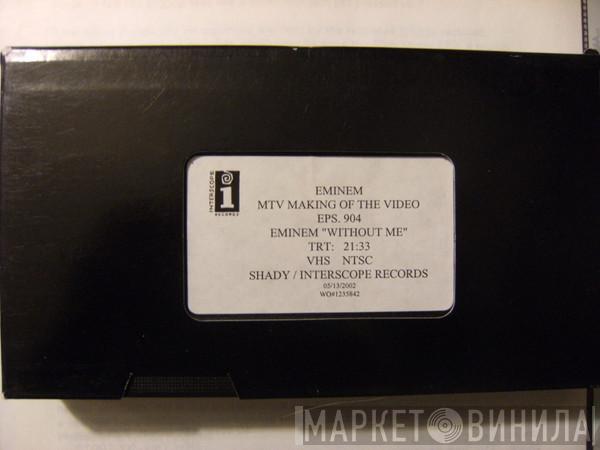 INTERSCOPE
RECORDS
EMINEM
MTV MAKING OF THE VIDEO
EPS. 904
EMINEM "WITHOUT ME"
TRT: 21:33
VHS NTSC
SHADY / INTERSCOPE RECORDS
05/13/2002
WO#1235842
МАРКЕТ ВИНИЛА